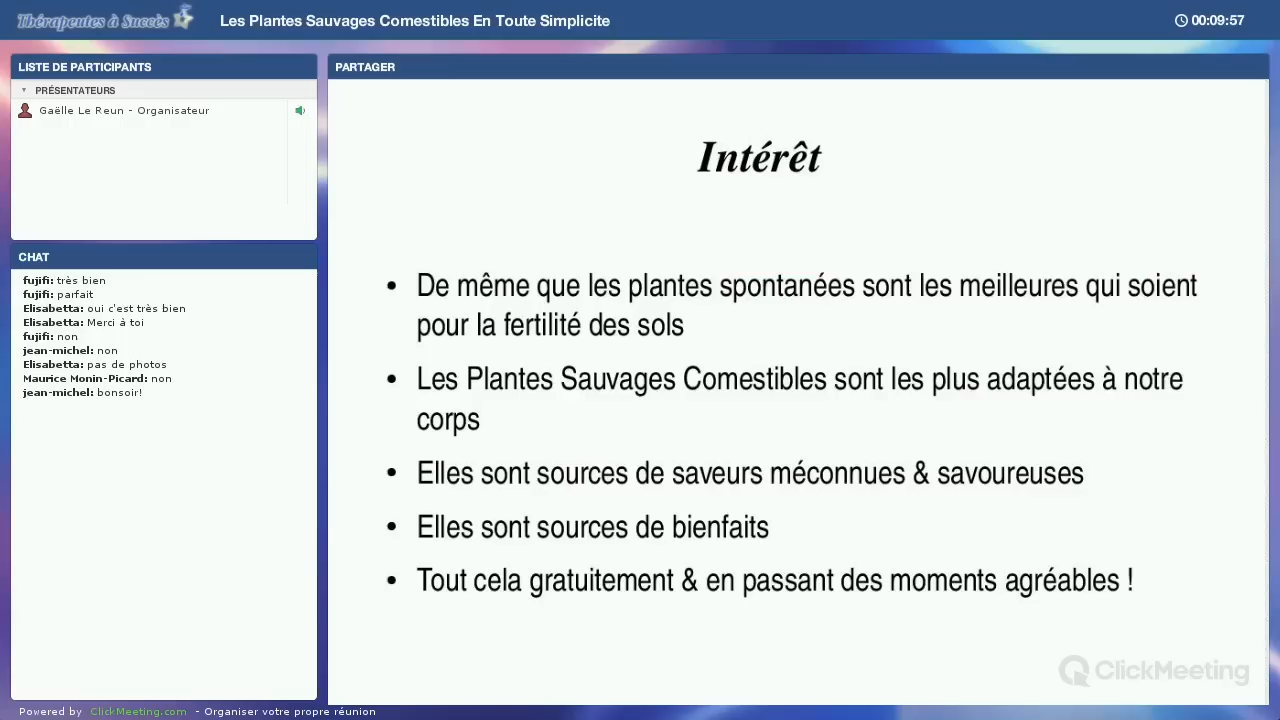 Thérapeutes à Succès
Les Plantes Sauvages Comestibles En Toute Simplicite
00:09:57
LISTE DE PARTICIPANTS
PRÉSENTATEURS
Gaëlle Le Reun - Organisateur
CHAT
fujifi: très bien
fujifi: parfait
Elisabetta: oui c'est très bien
Elisabetta: Merci à toi
fujifi: non
jean-michel: non
Elisabetta: pas de photos
Maurice Monin-Picard: non
jean-michel: bonsoir!
PARTAGER
Intérêt
• De même que les plantes spontanées sont les meilleures qui soient
pour la fertilité des sols
• Les Plantes Sauvages Comestibles sont les plus adaptées à notre
corps
• Elles sont sources de saveurs méconnues & savoureuses
• Elles sont sources de bienfaits
• Tout cela gratuitement & en passant des moments agréables !
ClickMeeting
Powered by ClickMeeting.com - Organiser votre propre réunion